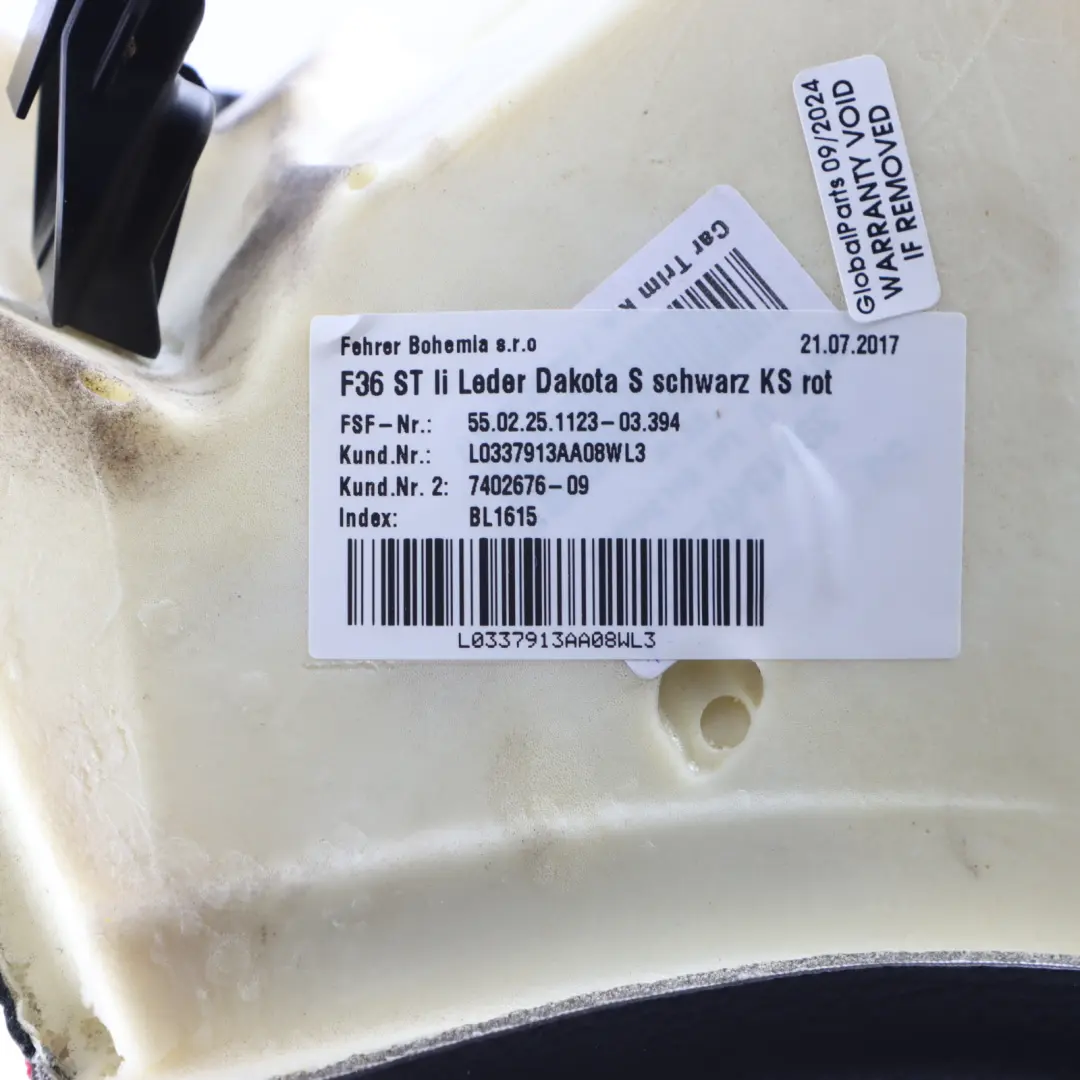 GlobalParts 09/2024
WARRANTY VOID
IF REMOVED
Car Trim
Fehrer Bohemia s.r.o
21.07.2017
F36 ST li Leder Dakota S schwarz KS rot
FSF-Nr.: 55.02.25.1123-03.394
Kund.Nr.: L0337913AA08WL3
Kund.Nr. 2: 7402676-09
Index: BL1615
L0337913AA08WL3